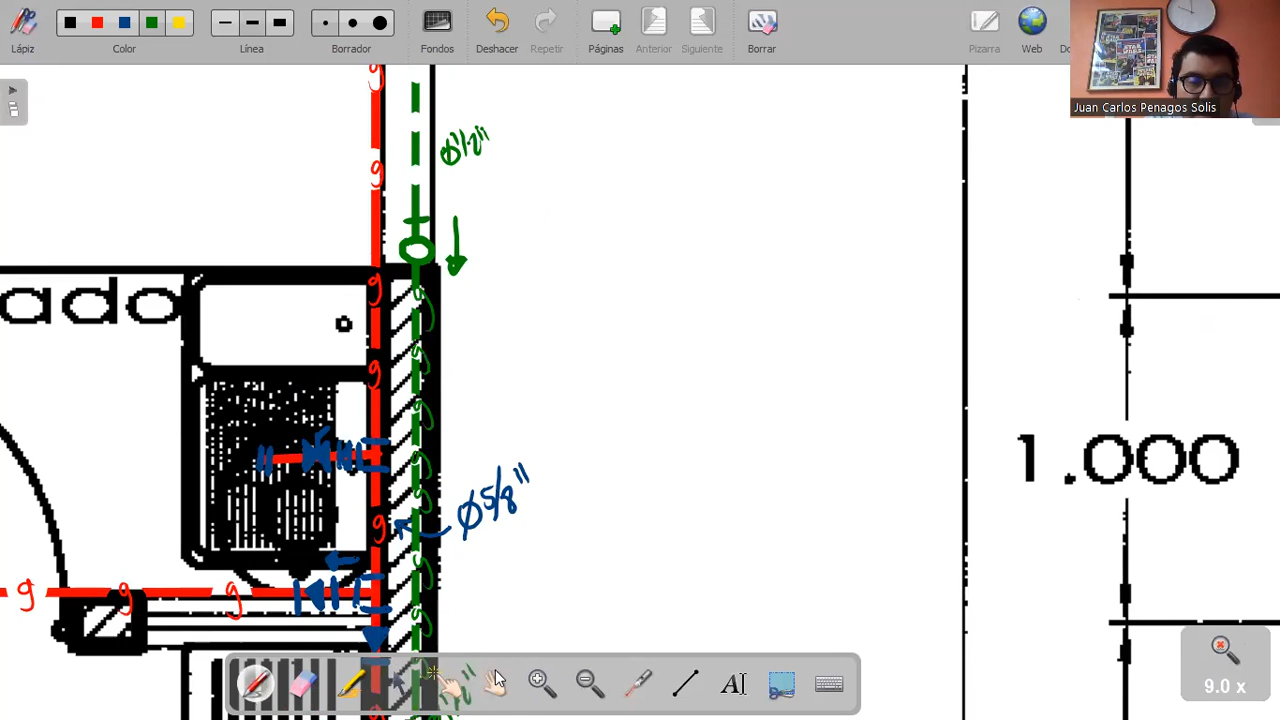 Lápiz
Color
Línea
Borrador
Fondos
Deshacer
Repetir
Páginas
Anterior
Siguiente
Borrar
Pizarra
Web
Juan Carlos Penagos Solis
g
g
Ø1/2"
g
ado
g
1.000
Ø5/8"
g
g
g
g
AI
9.0 x